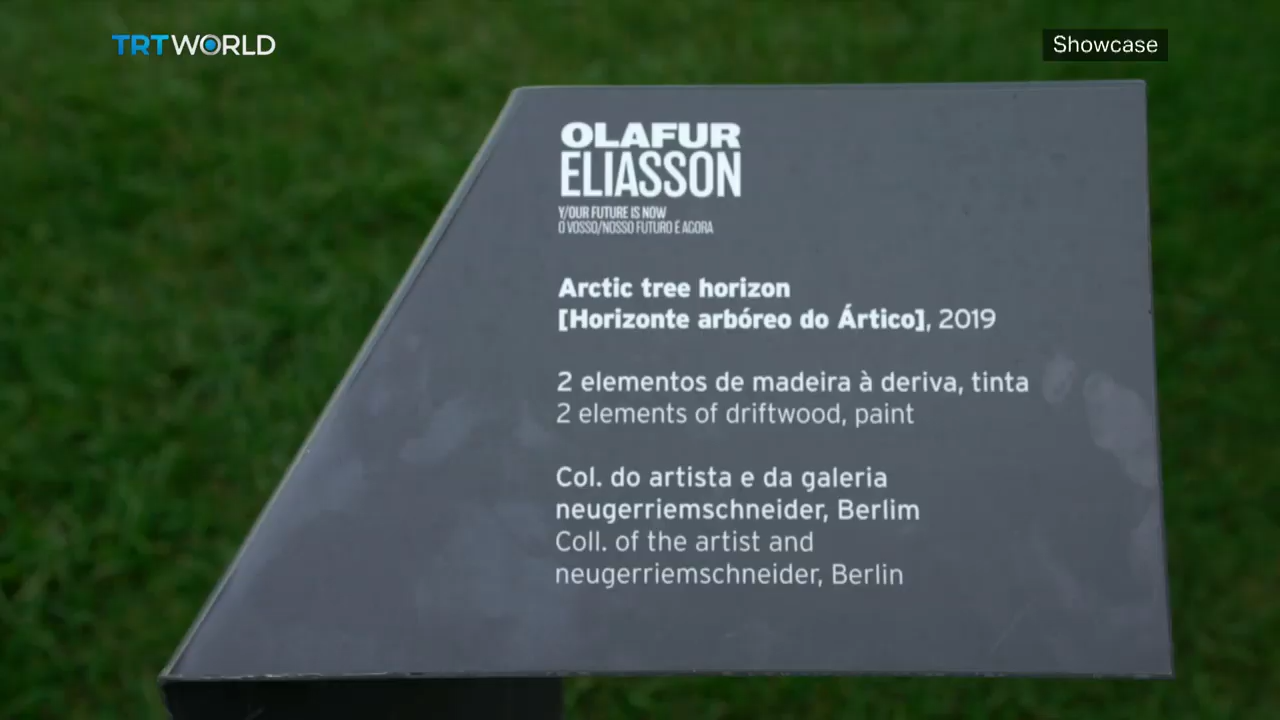 TRT WORLD
Showcase
OLAFUR
ELIASSON
Y/OUR FUTURE IS NOW
O VOSSO/NOSSO FUTURO É AGORA
Arctic tree horizon
[Horizonte arbóreo do Ártico], 2019
2 elementos de madeira à deriva, tinta
2 elements of driftwood, paint
Col. do artista e da galeria
neugerriemschneider, Berlim
Coll. of the artist and
neugerriemschneider, Berlin